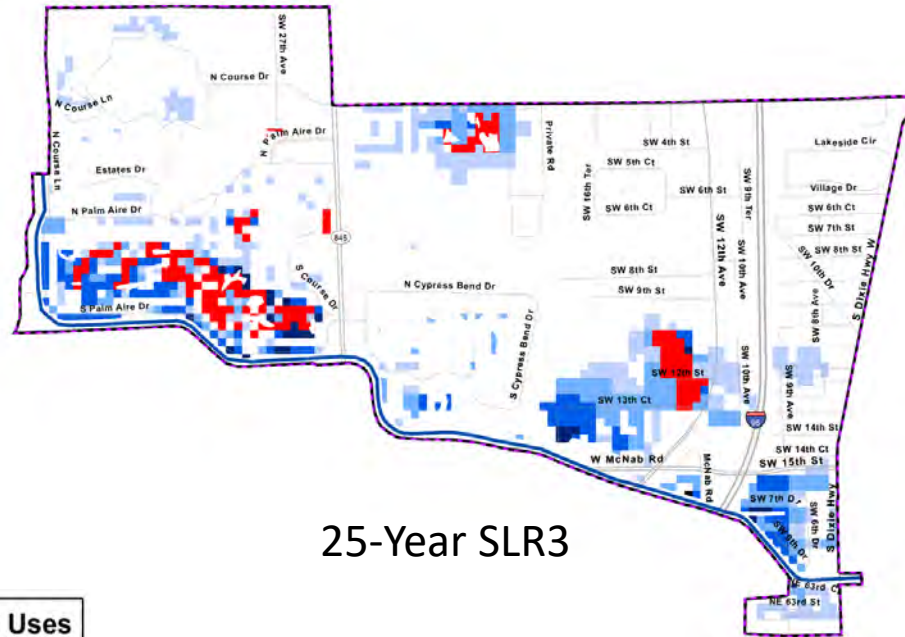 SW 27th Ave
N Course Dr
N Course Ln
N Course Ln
N Palm Aire Dr
Private Rd
SW 4th St
Lakeside Cir
SW 5th Ct
Estates Dr
SW 16th Ter
SW 6th St
SW 9th Ter
Village Dr
N Palm Aire Dr
SW 6th Ct
SW 6th Ct
SW 7th St
845
SW 12th Ave
SW 10th Ave
SW 8th St
SW 10th Dr
S Dixie Hwy W
S Course Dr
SW 8th St
N Cypress Bend Dr
SW 9th St
S Palm Aire Dr
SW 8th Ave
S Cypress Bend Dr
SW 12th St
SW 10th Ave
SW 9th Ave
SW 13th Ct
95
SW 14th St
SW 14th Ct
W McNab Rd
McNab Rd
SW 15th St
SW 7th D
SW 6th Dr
S Dixie Hwy
SW 9th Dr
25-Year SLR3
63rd C
NE 63rd St
Uses